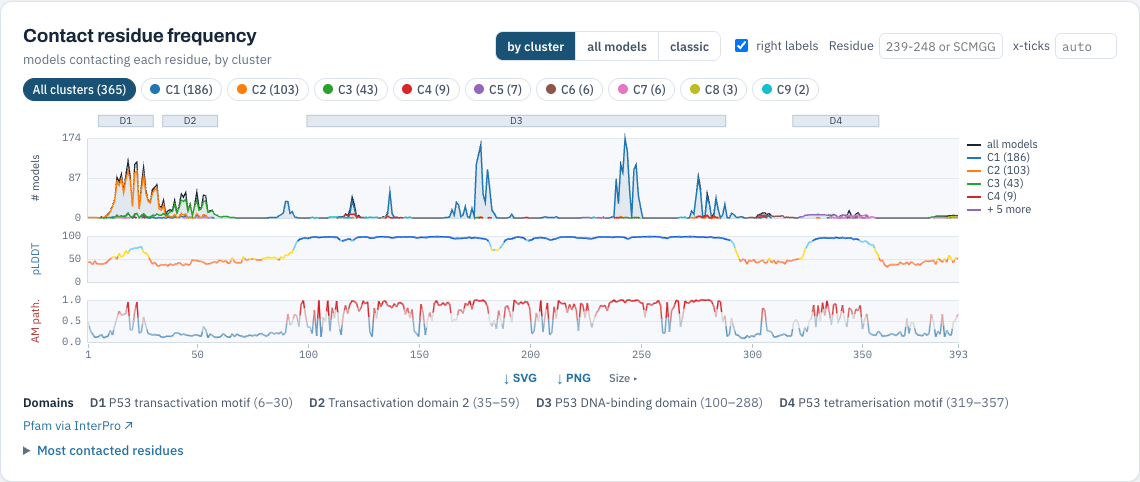 Contact residue frequency
models contacting each residue, by cluster
by cluster all models classic right labels Residue 239-248 or SCMGG x-ticks auto
All clusters (365) C1 (186) C2 (103) C3 (43) C4 (9) C5 (7) C6 (6) C7 (6) C8 (3) C9 (2)
D1 D2 D3 D4
# models
174
87
0
all models
C1 (186)
C2 (103)
C3 (43)
C4 (9)
+ 5 more
pLDDT
100
50
0
AM path.
1.0
0.5
0.0
1 50 100 150 200 250 300 350 393
↓ SVG ↓ PNG Size ▸
Domains D1 P53 transactivation motif (6–30) D2 Transactivation domain 2 (35–59) D3 P53 DNA-binding domain (100–288) D4 P53 tetramerisation motif (319–357)
Pfam via InterPro ↗
▶ Most contacted residues